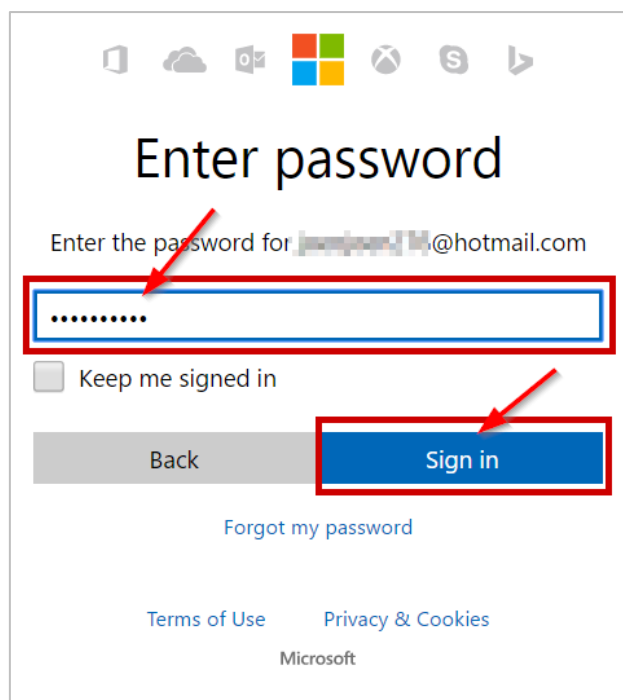 Enter password
Enter the password for @hotmail.com
Keep me signed in
Back
Sign in
Forgot my password
Terms of Use
Privacy & Cookies
Microsoft